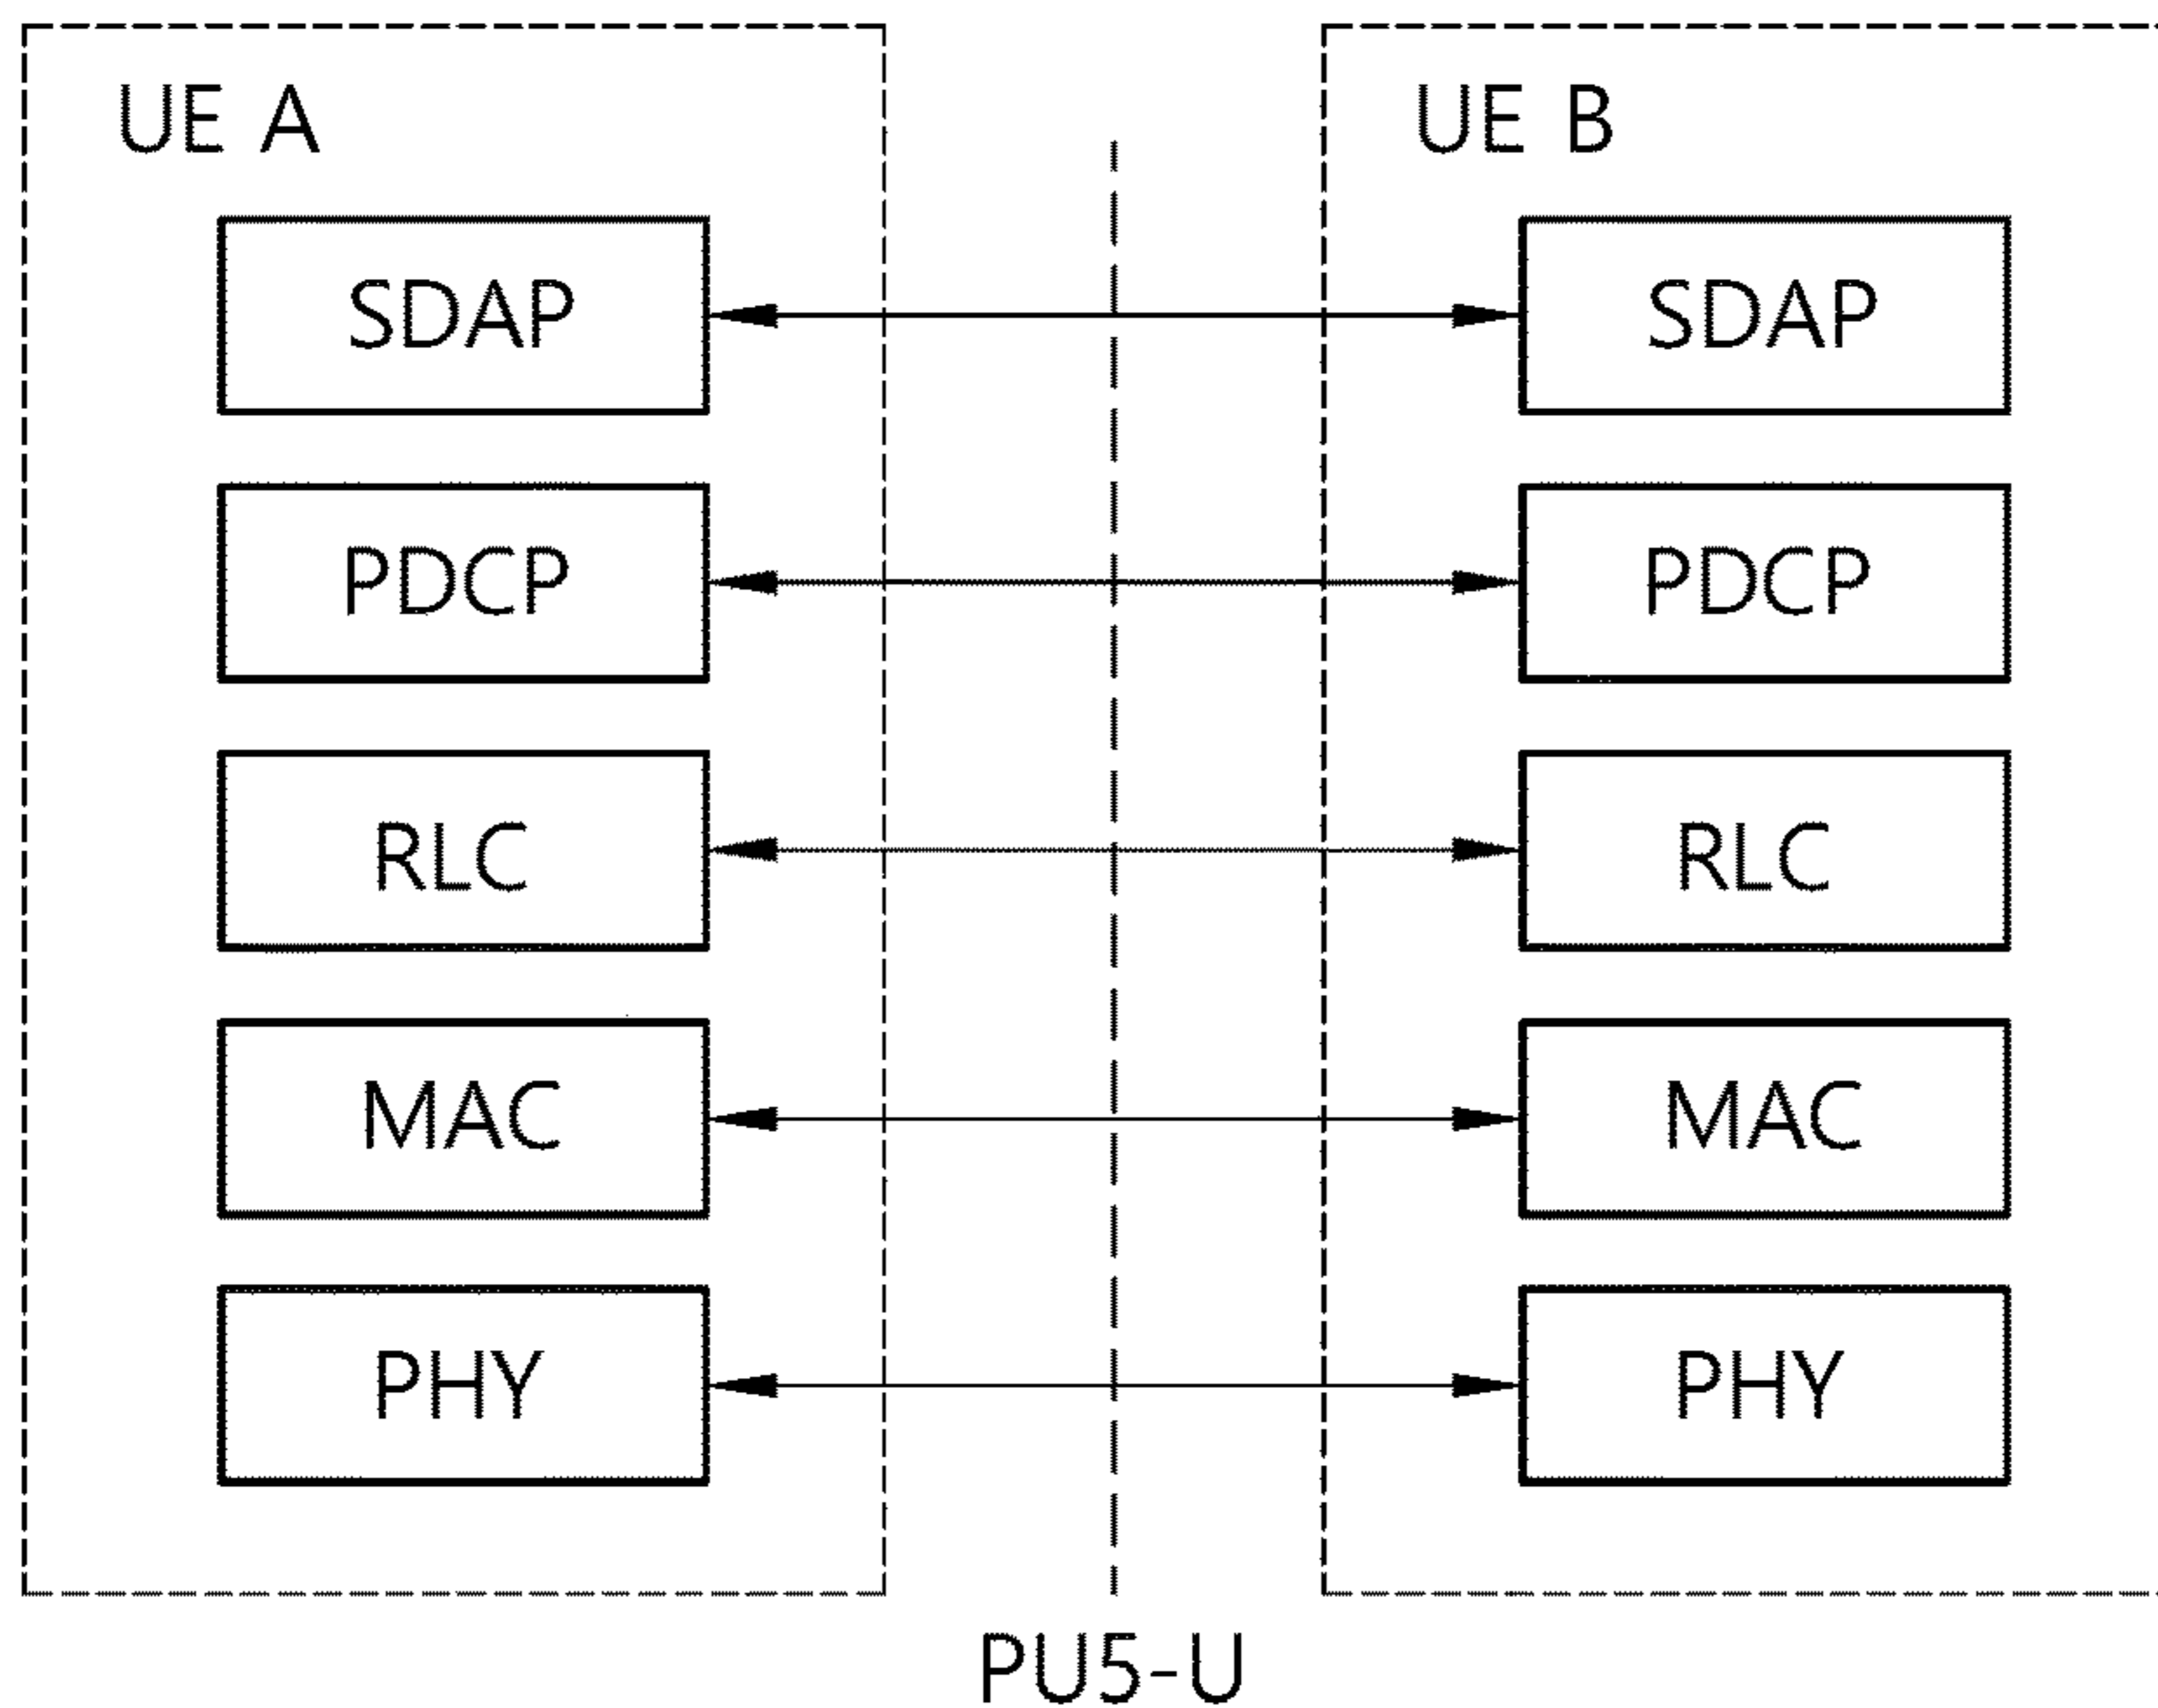 UE A
UE B
SDAP
SDAP
PDCP
PDCP
RLC
RLC
MAC
MAC
PHY
PHY
PU5-U